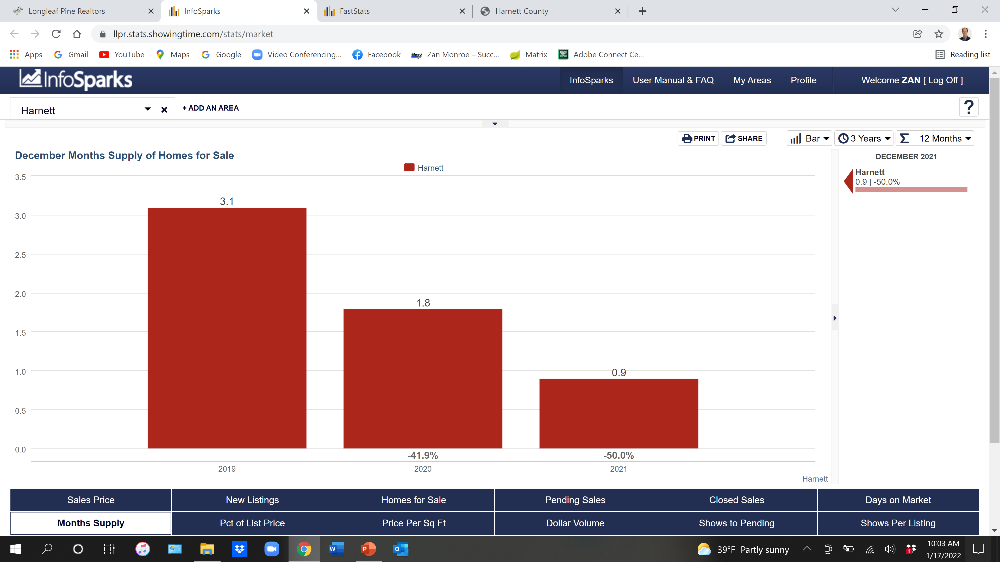 Longleaf Pine Realtors
InfoSparks
FastStats
Harnett County
llpr.stats.showingtime.com/stats/market
Apps
Gmail
YouTube
Maps
Google
Video Conferencing...
Facebook
Monroe
Zan Monroe – Succ...
Matrix
Adobe Connect Ce...
Reading list
InfoSparks
InfoSparks
User Manual & FAQ
My Areas
Profile
Welcome ZAN [ Log Off ]
Harnett
+ ADD AN AREA
?
PRINT
SHARE
Bar
3 Years
Σ 12 Months
December Months Supply of Homes for Sale
DECEMBER 2021
Harnett
Harnett
0.9 | -50.0%
3.5
3.0
2.5
2.0
1.5
1.0
0.5
0.0
3.1
1.8
0.9
-41.9%
-50.0%
2019
2020
2021
Harnett
Sales Price
New Listings
Homes for Sale
Pending Sales
Closed Sales
Days on Market
Months Supply
Pct of List Price
Price Per Sq Ft
Dollar Volume
Shows to Pending
Shows Per Listing
W
P
O
39°F Partly sunny
1
10:03 AM
1/17/2022